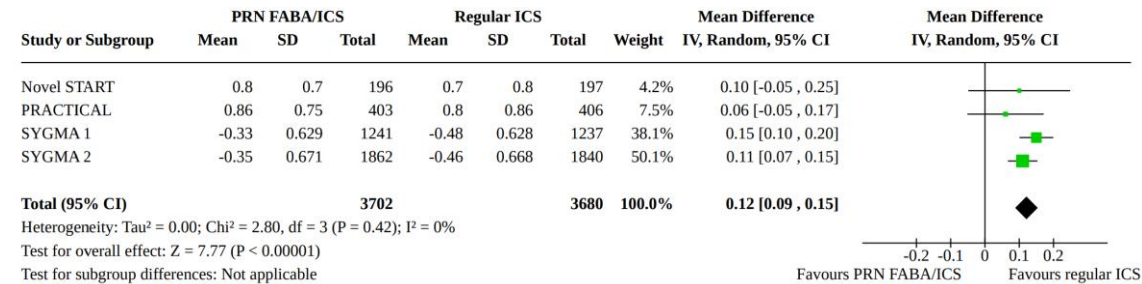 PRN FABA/ICS Regular ICS Mean Difference Mean Difference
Study or Subgroup Mean SD Total Mean SD Total Weight IV, Random, 95% CI IV, Random, 95% CI
Novel START 0.8 0.7 196 0.7 0.8 197 4.2% 0.10 [-0.05 , 0.25]
PRACTICAL 0.86 0.75 403 0.8 0.86 406 7.5% 0.06 [-0.05 , 0.17]
SYGMA 1 -0.33 0.629 1241 -0.48 0.628 1237 38.1% 0.15 [0.10 , 0.20]
SYGMA 2 -0.35 0.671 1862 -0.46 0.668 1840 50.1% 0.11 [0.07 , 0.15]
Total (95% CI) 3702 3680 100.0% 0.12 [0.09 , 0.15]
Heterogeneity: Tau² = 0.00; Chi² = 2.80, df = 3 (P = 0.42); I² = 0%
Test for overall effect: Z = 7.77 (P < 0.00001) -0.2 -0.1 0 0.1 0.2
Test for subgroup differences: Not applicable Favours PRN FABA/ICS Favours regular ICS